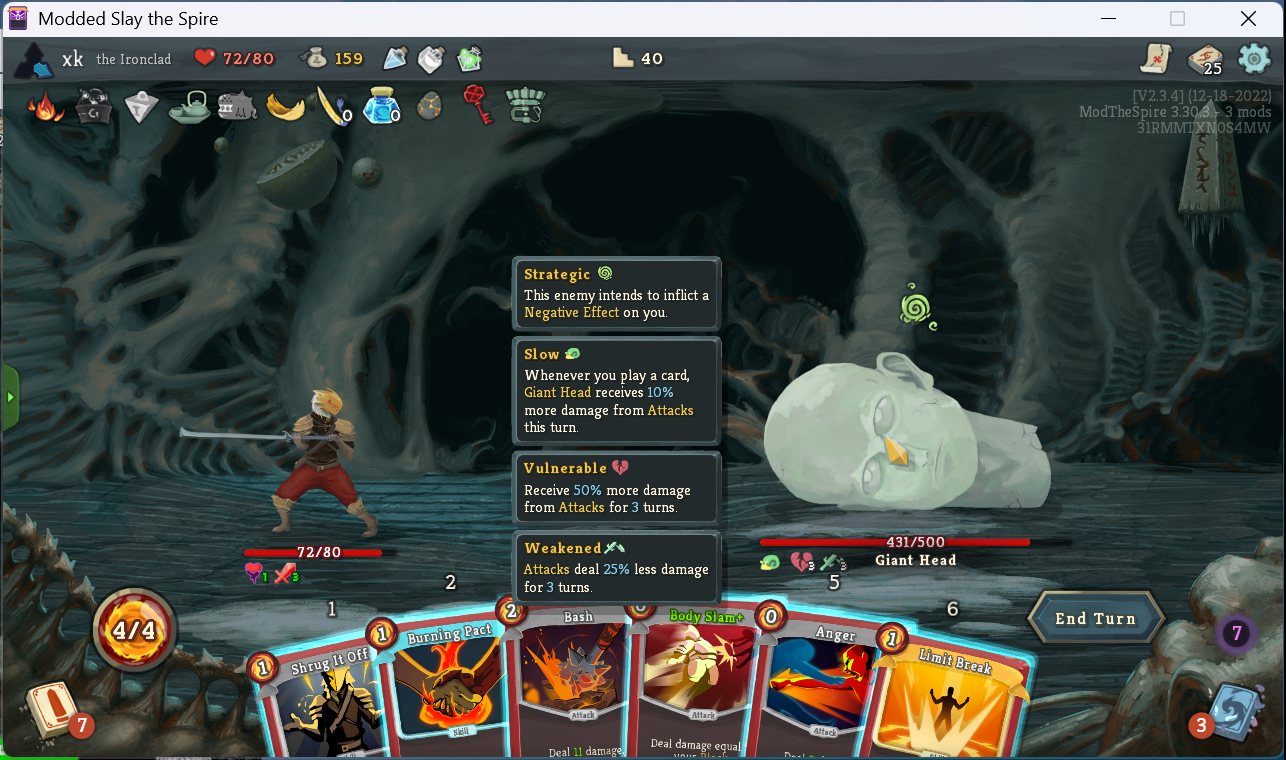 Modded Slay the Spire
xk the Ironclad 72/80 159 40 25
0 0
[V2.3.4] (12-18-2022)
ModTheSpire 3.30.3 - 3 mods
31RMMTXN0S4MW
Strategic
This enemy intends to inflict a
Negative Effect on you.
Slow
Whenever you play a card,
Giant Head receives 10%
more damage from Attacks
this turn.
Vulnerable
Receive 50% more damage
from Attacks for 3 turns.
Weakened
Attacks deal 25% less damage
for 3 turns.
72/80
1 3
431/500
3 3 Giant Head
1 2 5 6
4/4
End Turn
7
1 Shrug It Off
1 Burning Pact
Skill
2 Bash
Attack
Deal 11 damage.
0 Body Slam+
Attack
Deal damage equal
0 Anger
Attack
1 Limit Break
7
3